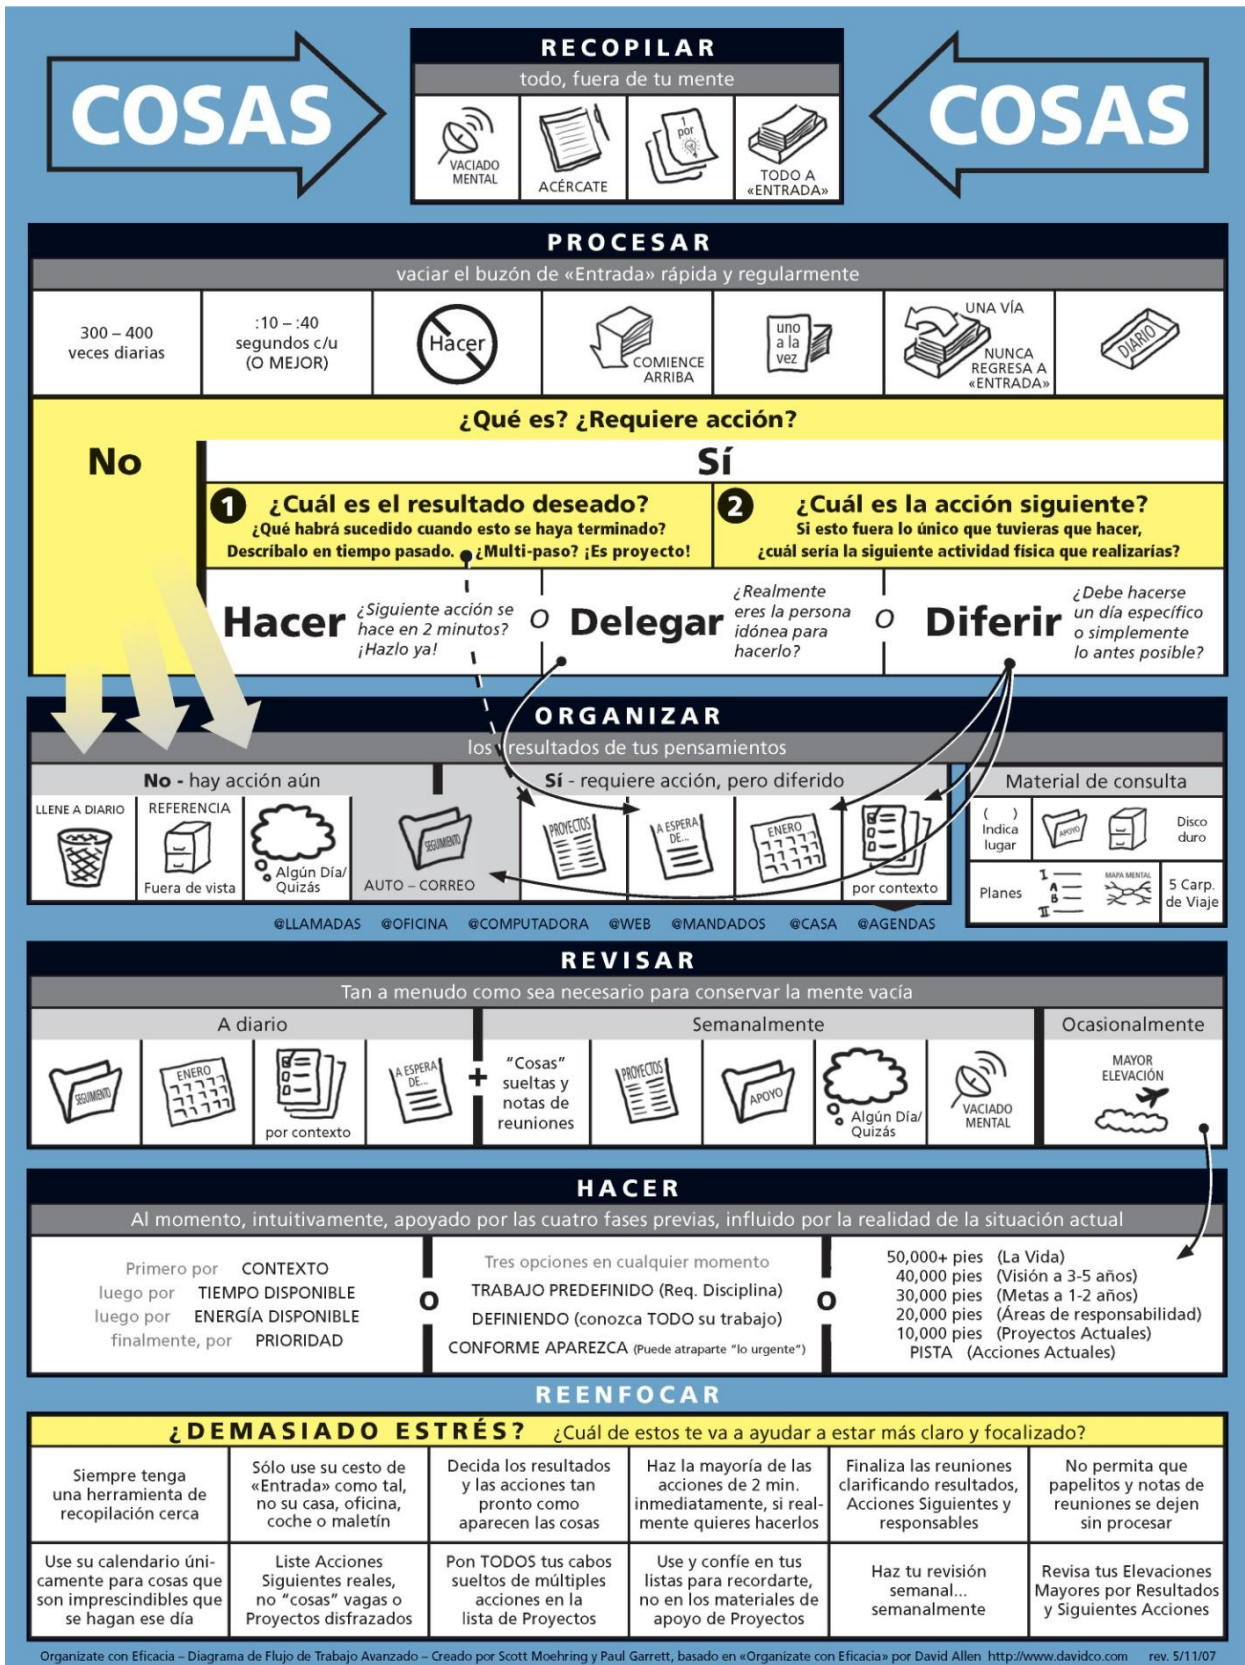 COSAS
RECOPILAR
todo, fuera de tu mente
VACIADO
MENTAL
ACÉRCATE
1
por
TODO A
«ENTRADA»
COSAS
PROCESAR
vaciar el buzón de «Entrada» rápida y regularmente
300 – 400
veces diarias
:10 – :40
segundos c/u
(O MEJOR)
Hacer
COMIENCE
ARRIBA
uno
a la
vez
UNA VÍA
NUNCA
REGRESA A
«ENTRADA»
DIARIO
¿Qué es? ¿Requiere acción?
No
Sí
1 ¿Cuál es el resultado deseado?
¿Qué habrá sucedido cuando esto se haya terminado?
Descríbalo en tiempo pasado. ¿Multi-paso? ¡Es proyecto!
2 ¿Cuál es la acción siguiente?
Si esto fuera lo único que tuvieras que hacer,
¿cuál sería la siguiente actividad física que realizarías?
Hacer
¿Siguiente acción se
hace en 2 minutos?
¡Hazlo ya!
O
Delegar
¿Realmente
eres la persona
idónea para
hacerlo?
O
Diferir
¿Debe hacerse
un día específico
o simplemente
lo antes posible?
ORGANIZAR
los resultados de tus pensamientos
No - hay acción aún
Sí - requiere acción, pero diferido
Material de consulta
LLENE A DIARIO
REFERENCIA
Fuera de vista
Algún Día/
Quizás
SEGUIMIENTO
AUTO – CORREO
PROYECTOS
A ESPERA
DE...
ENERO
por contexto
( )
Indica
lugar
APOYO
Disco
duro
Planes
I
A
B
II
MAPA MENTAL
5 Carp.
de Viaje
@LLAMADAS @OFICINA @COMPUTADORA @WEB @MANDADOS @CASA @AGENDAS
REVISAR
Tan a menudo como sea necesario para conservar la mente vacía
A diario
Semanalmente
Ocasionalmente
SEGUIMIENTO
ENERO
por contexto
A ESPERA
DE...
+
"Cosas"
sueltas y
notas de
reuniones
PROYECTOS
APOYO
Algún Día/
Quizás
VACIADO
MENTAL
MAYOR
ELEVACIÓN
HACER
Al momento, intuitivamente, apoyado por las cuatro fases previas, influido por la realidad de la situación actual
Primero por CONTEXTO
luego por TIEMPO DISPONIBLE
luego por ENERGÍA DISPONIBLE
finalmente, por PRIORIDAD
O
Tres opciones en cualquier momento
TRABAJO PREDEFINIDO (Req. Disciplina)
DEFINIENDO (conozca TODO su trabajo)
CONFORME APAREZCA (Puede atraparte "lo urgente")
O
50,000+ pies (La Vida)
40,000 pies (Visión a 3-5 años)
30,000 pies (Metas a 1-2 años)
20,000 pies (Áreas de responsabilidad)
10,000 pies (Proyectos Actuales)
PISTA (Acciones Actuales)
REENFOCAR
¿DEMASIADO ESTRÉS? ¿Cuál de estos te va a ayudar a estar más claro y focalizado?
Siempre tenga
una herramienta de
recopilación cerca
Sólo use su cesto de
«Entrada» como tal,
no su casa, oficina,
coche o maletín
Decida los resultados
y las acciones tan
pronto como
aparecen las cosas
Haz la mayoría de las
acciones de 2 min.
inmediatamente, si real-
mente quieres hacerlos
Finaliza las reuniones
clarificando resultados,
Acciones Siguientes y
responsables
No permita que
papelitos y notas de
reuniones se dejen
sin procesar
Use su calendario úni-
camente para cosas que
son imprescindibles que
se hagan ese día
Liste Acciones
Siguientes reales,
no "cosas" vagas o
Proyectos disfrazados
Pon TODOS tus cabos
sueltos de múltiples
acciones en la
lista de Proyectos
Use y confíe en tus
listas para recordarte,
no en los materiales de
apoyo de Proyectos
Haz tu revisión
semanal...
semanalmente
Revisa tus Elevaciones
Mayores por Resultados
y Siguientes Acciones
Organízate con Eficacia – Diagrama de Flujo de Trabajo Avanzado – Creado por Scott Moehring y Paul Garrett, basado en «Organízate con Eficacia» por David Allen http://www.davidco.com rev. 5/11/07